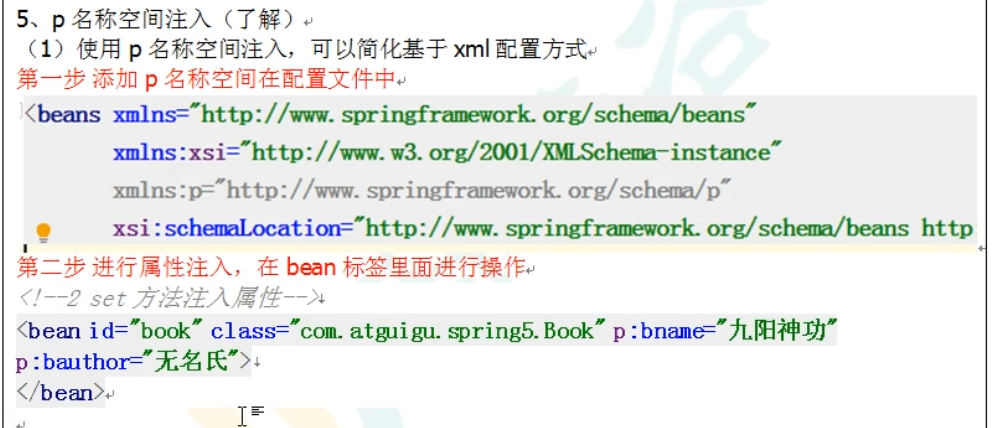 5、p 名称空间注入（了解）
（1）使用 p 名称空间注入，可以简化基于 xml 配置方式
第一步 添加 p 名称空间在配置文件中
<beans xmlns="http://www.springframework.org/schema/beans"
xmlns:xsi="http://www.w3.org/2001/XMLSchema-instance"
xmlns:p="http://www.springframework.org/schema/p"
xsi:schemaLocation="http://www.springframework.org/schema/beans http
第二步 进行属性注入，在 bean 标签里面进行操作
<!--2 set 方法注入属性-->
<bean id="book" class="com.atguigu.spring5.Book" p:bname="九阳神功"
p:bauthor="无名氏">
</bean>